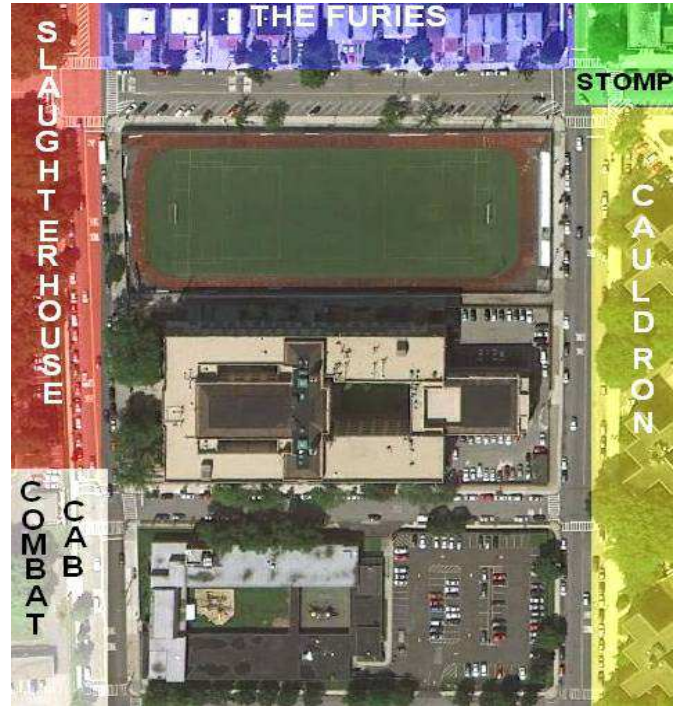 THE FURIES
SLAUGHTERHOUSE
STOMP
CAULDRON
COMBAT
CAB